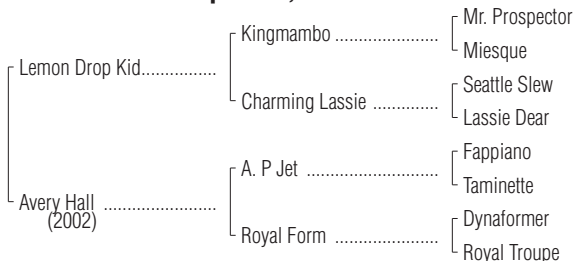 Mr. Prospector
Kingmambo ....................
Miesque
Lemon Drop Kid................
Seattle Slew
Charming Lassie ..............
Lassie Dear
Fappiano
A. P Jet .........................
Taminette
Avery Hall ......................
(2002)
Dynaformer
Royal Form .....................
Royal Troupe